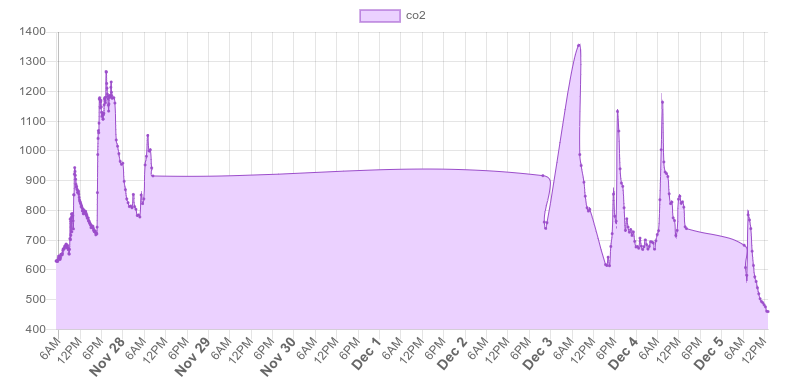 co2
1400
1300
1200
1100
1000
900
800
700
600
500
400
6AM
12PM
6PM
Nov 28
6AM
12PM
6PM
Nov 29
6AM
12PM
6PM
Nov 30
6AM
12PM
6PM
Dec 1
6AM
12PM
6PM
Dec 2
6AM
12PM
6PM
Dec 3
6AM
12PM
6PM
Dec 4
6AM
12PM
6PM
Dec 5
6AM
12PM